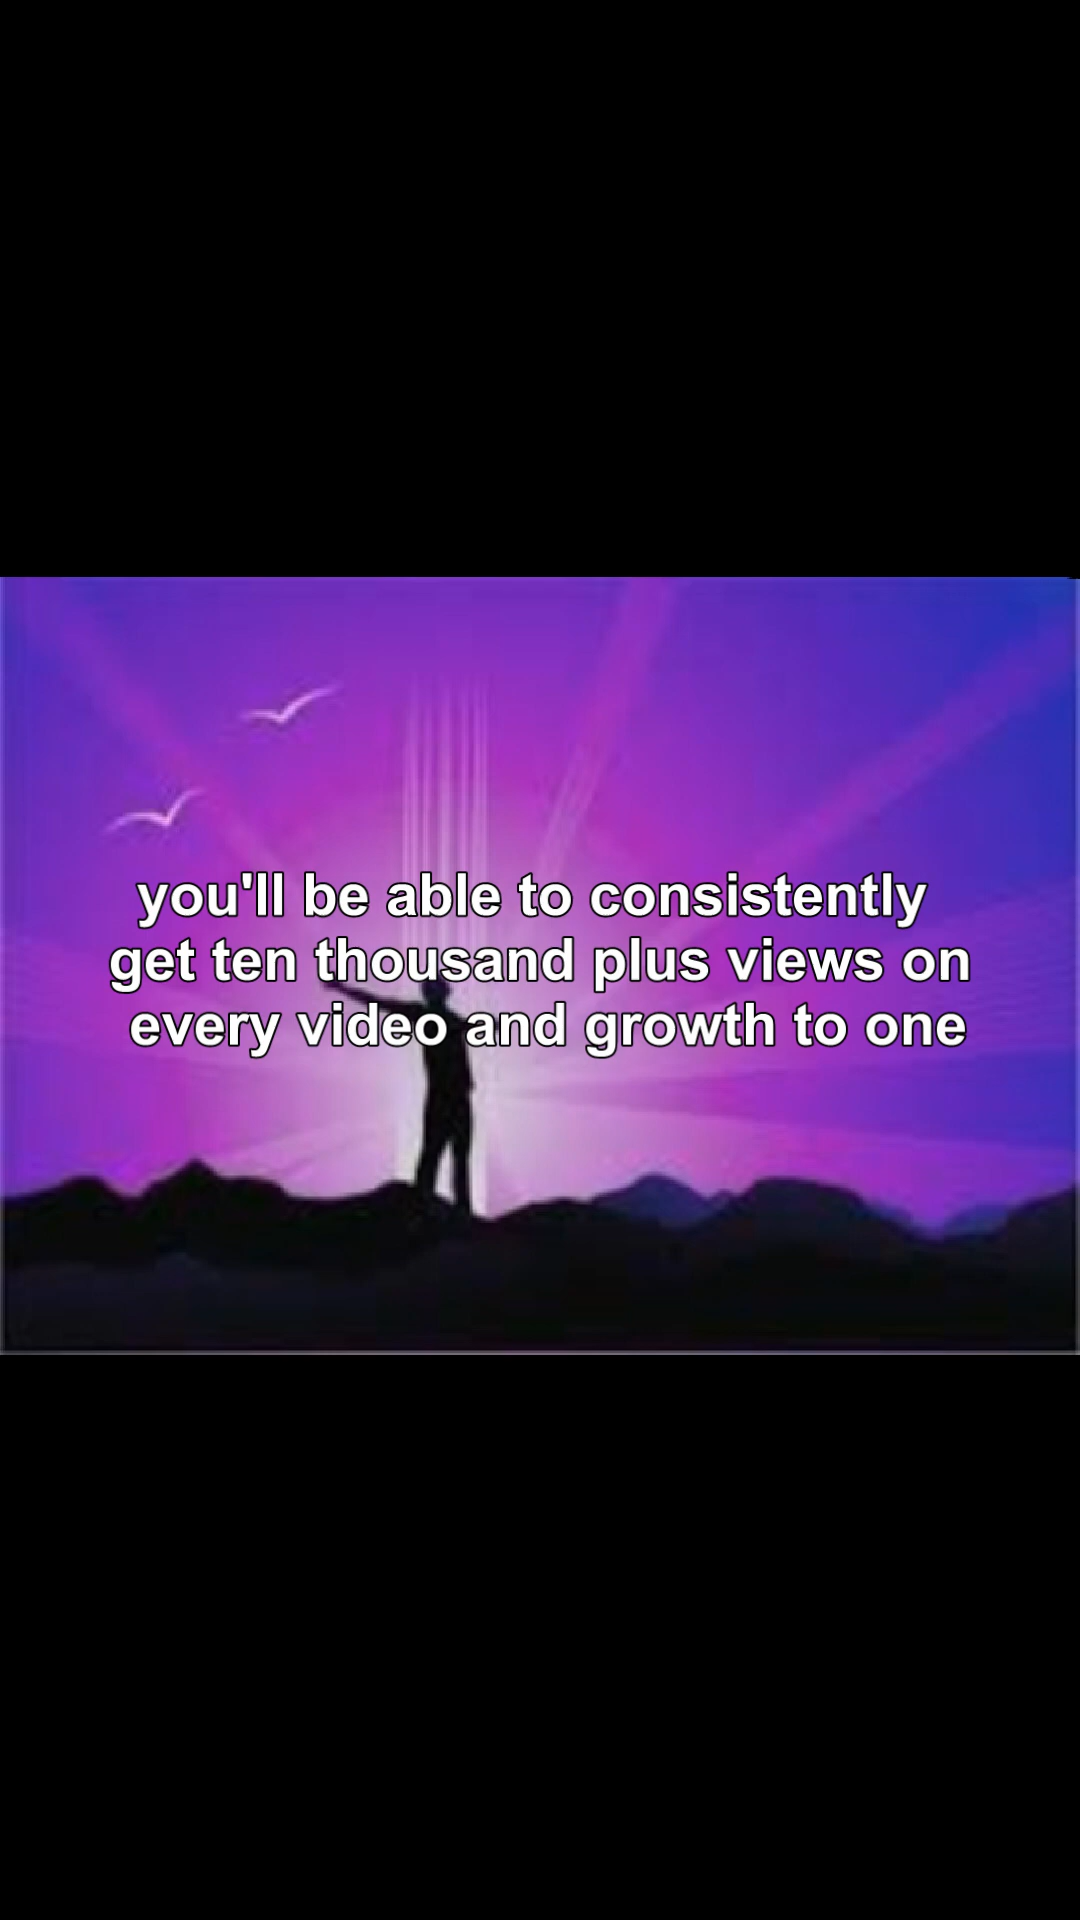 you'll be able to consistently
get ten thousand plus views on
every video and growth to one